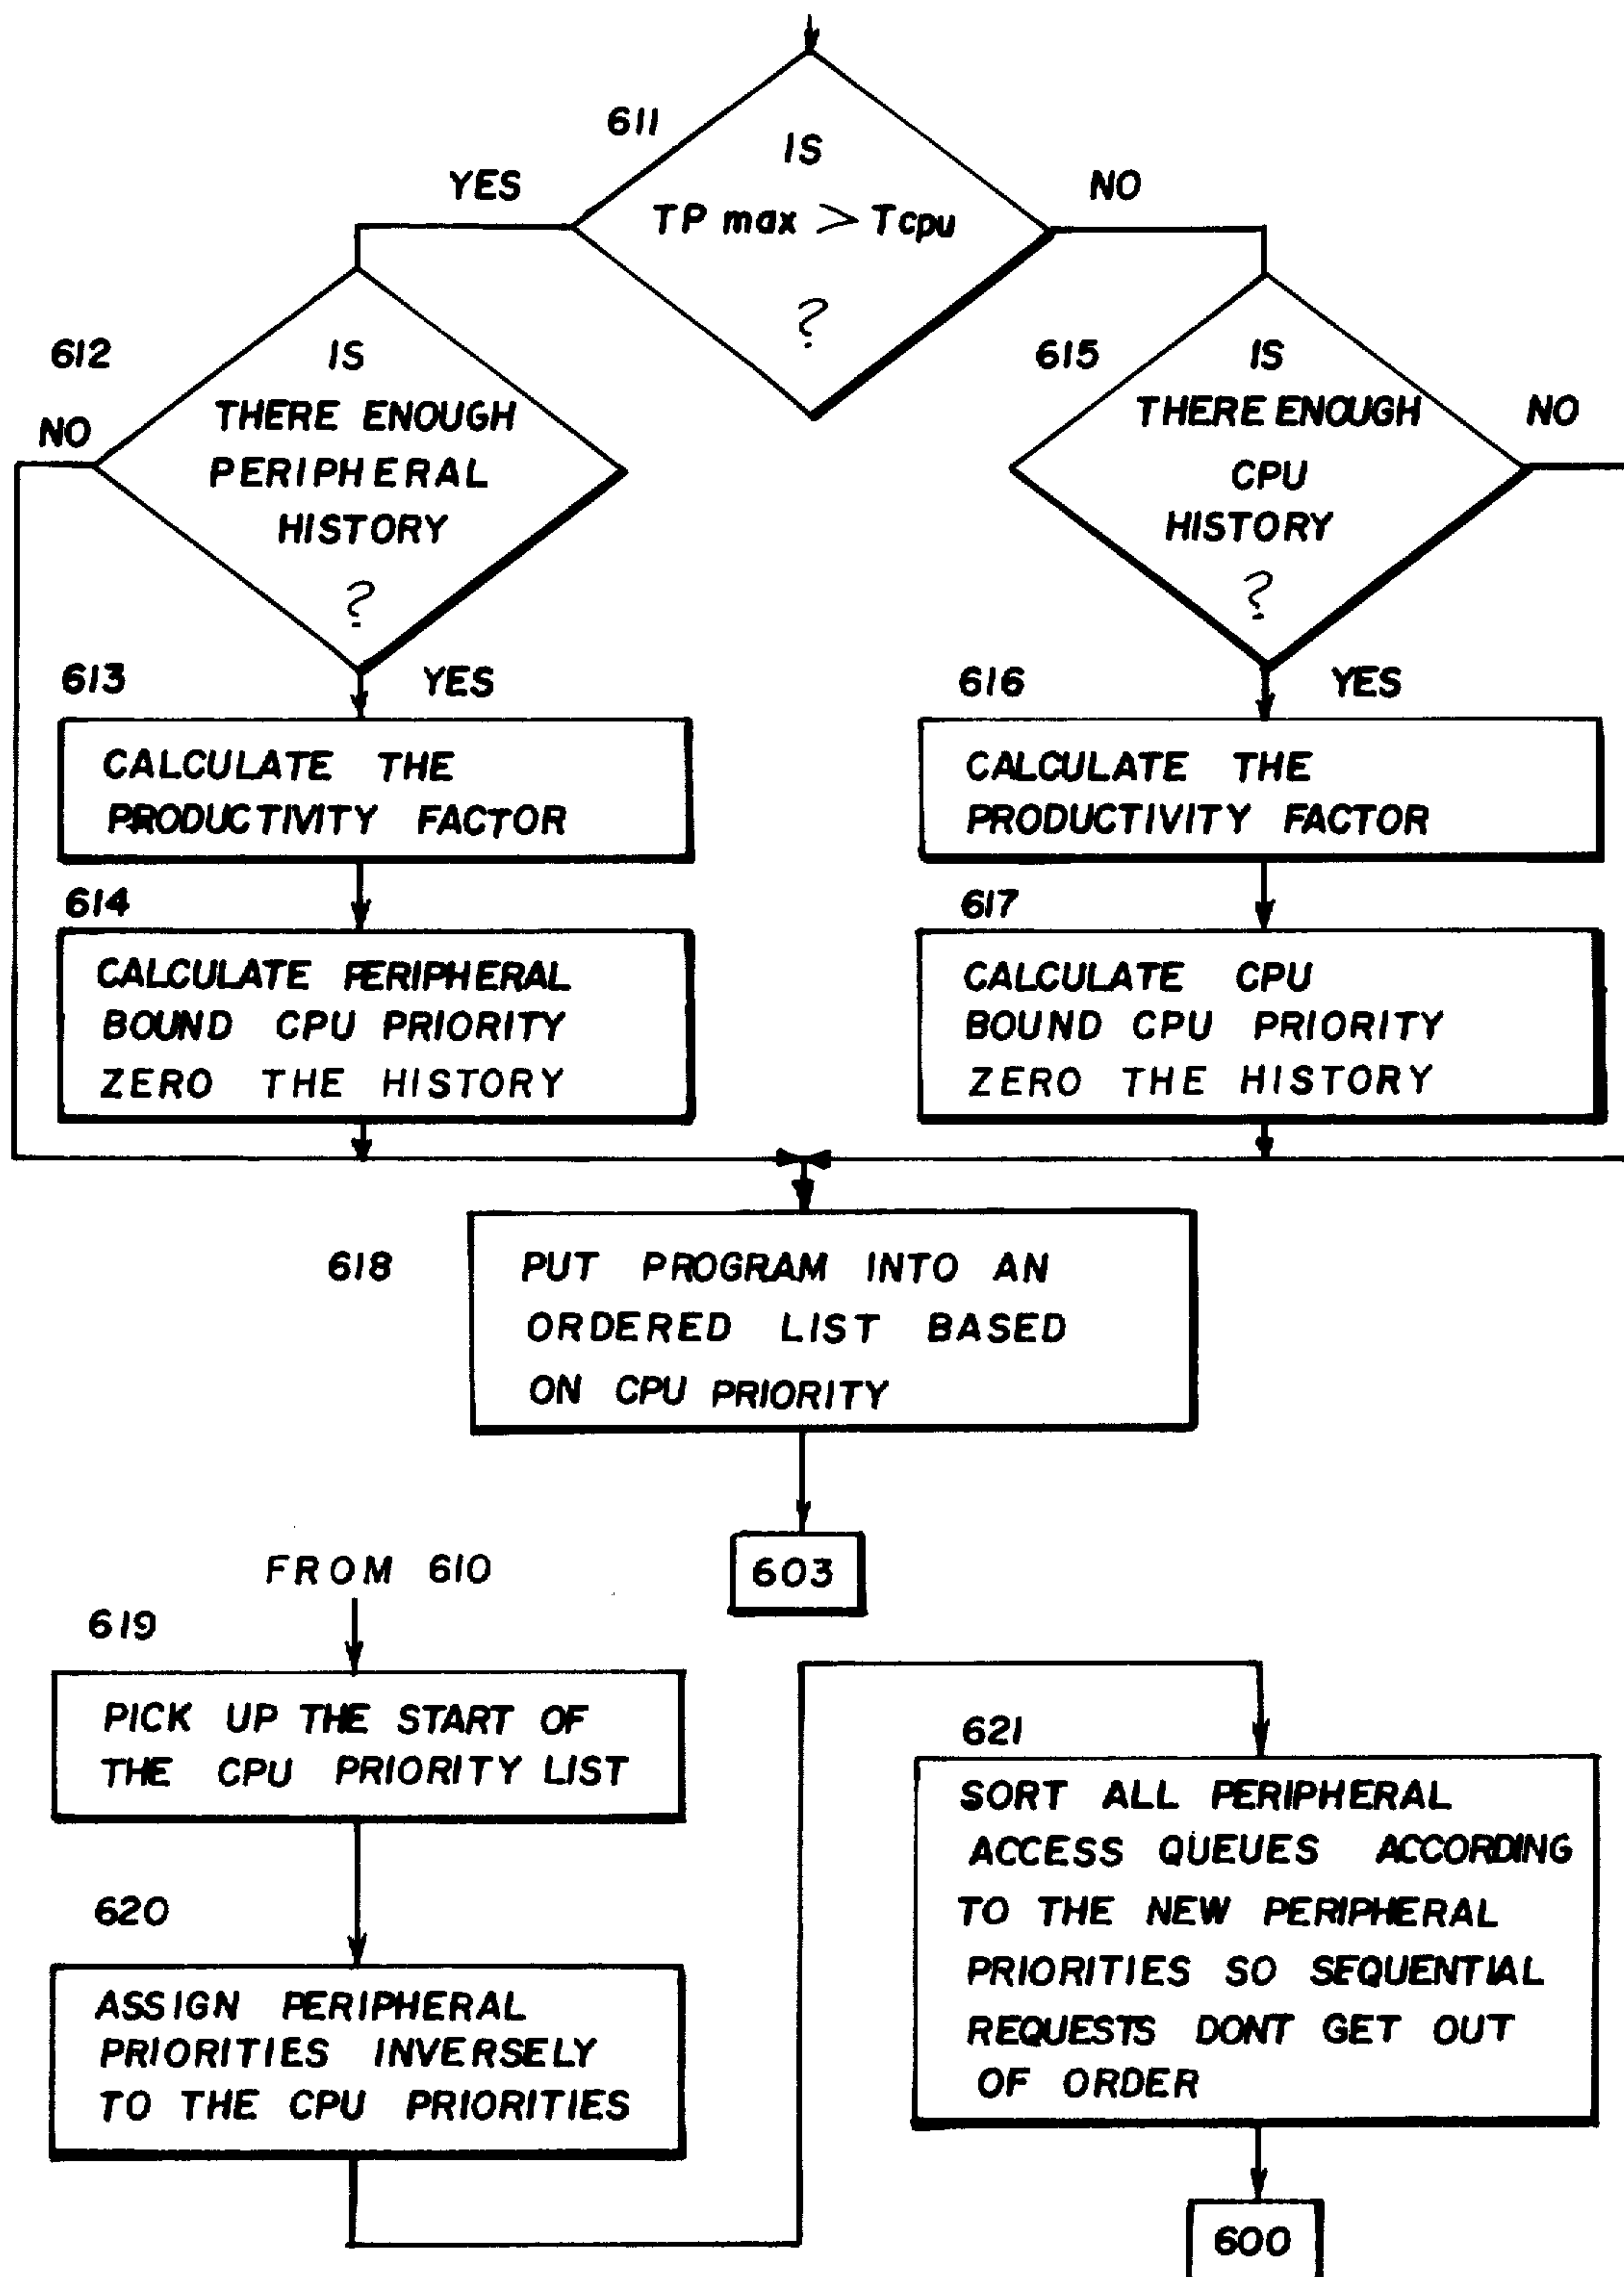 611
IS
TP max > Tcpu
?
YES
NO
612
IS
THERE ENOUGH
PERIPHERAL
HISTORY
?
NO
YES
615
IS
THERE ENOUGH
CPU
HISTORY
?
NO
YES
613
CALCULATE THE
PRODUCTIVITY FACTOR
616
CALCULATE THE
PRODUCTIVITY FACTOR
614
CALCULATE PERIPHERAL
BOUND CPU PRIORITY
ZERO THE HISTORY
617
CALCULATE CPU
BOUND CPU PRIORITY
ZERO THE HISTORY
618
PUT PROGRAM INTO AN
ORDERED LIST BASED
ON CPU PRIORITY
603
FROM 610
619
PICK UP THE START OF
THE CPU PRIORITY LIST
620
ASSIGN PERIPHERAL
PRIORITIES INVERSELY
TO THE CPU PRIORITIES
621
SORT ALL PERIPHERAL
ACCESS QUEUES ACCORDING
TO THE NEW PERIPHERAL
PRIORITIES SO SEQUENTIAL
REQUESTS DONT GET OUT
OF ORDER
600